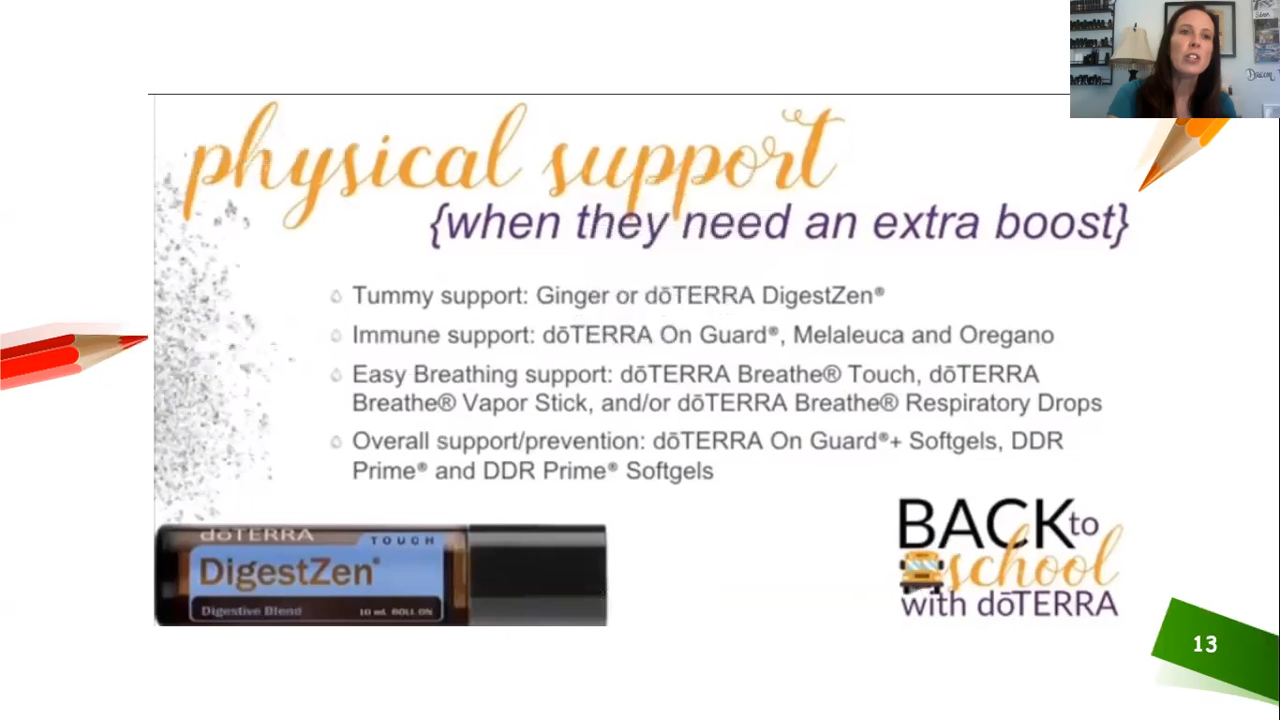 physical support
{when they need an extra boost}
Tummy support: Ginger or dōTERRA DigestZen®
Immune support: dōTERRA On Guard®, Melaleuca and Oregano
Easy Breathing support: dōTERRA Breathe® Touch, dōTERRA
Breathe® Vapor Stick, and/or dōTERRA Breathe® Respiratory Drops
Overall support/prevention: dōTERRA On Guard®+ Softgels, DDR
Prime® and DDR Prime® Softgels
dōTERRA
TOUCH
DigestZen®
Digestive Blend 10 mL ROLL ON
BACK to
school
with dōTERRA
13